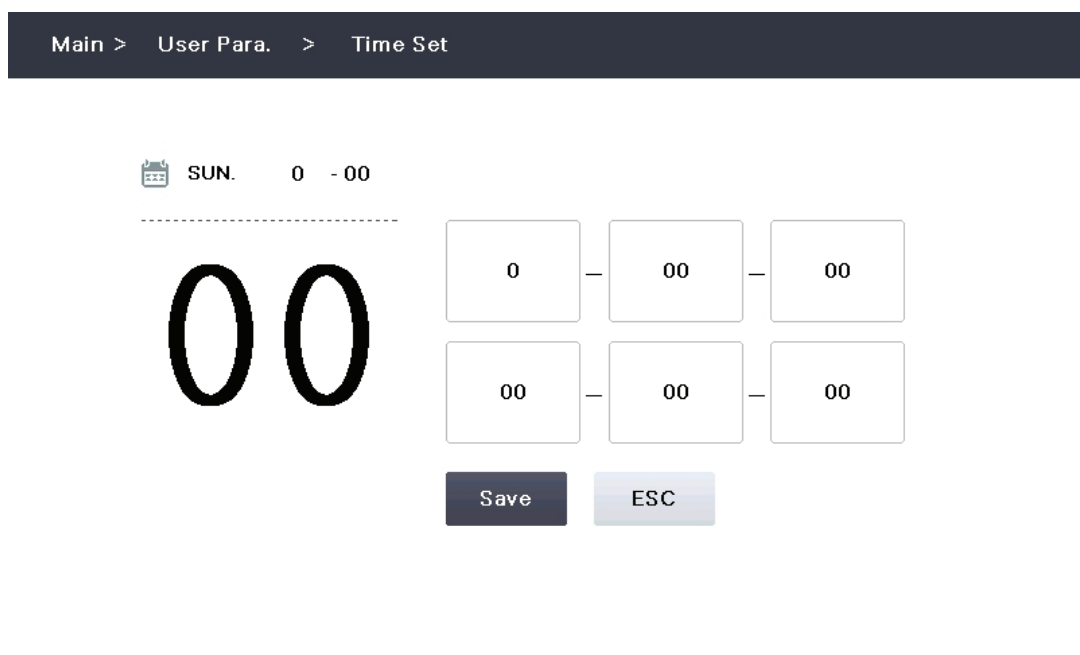 Main > User Para. > Time Set
SUN. 0 - 00
00
0 – 00 – 00
00 – 00 – 00
Save ESC